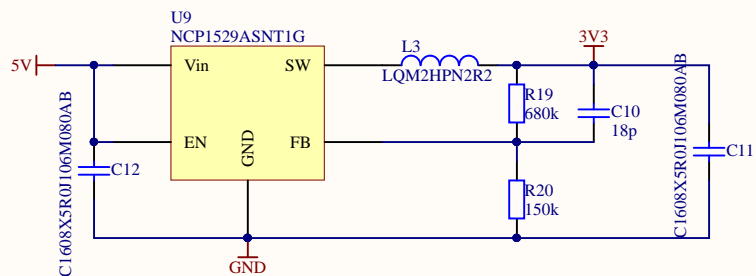 U9
NCP1529ASNT1G
5V
Vin
SW
EN
FB
GND
L3
LQM2HPN2R2
3V3
R19
680k
C10
18p
R20
150k
C12
C1608X5R0J106M080AB
C11
C1608X5R0J106M080AB
GND